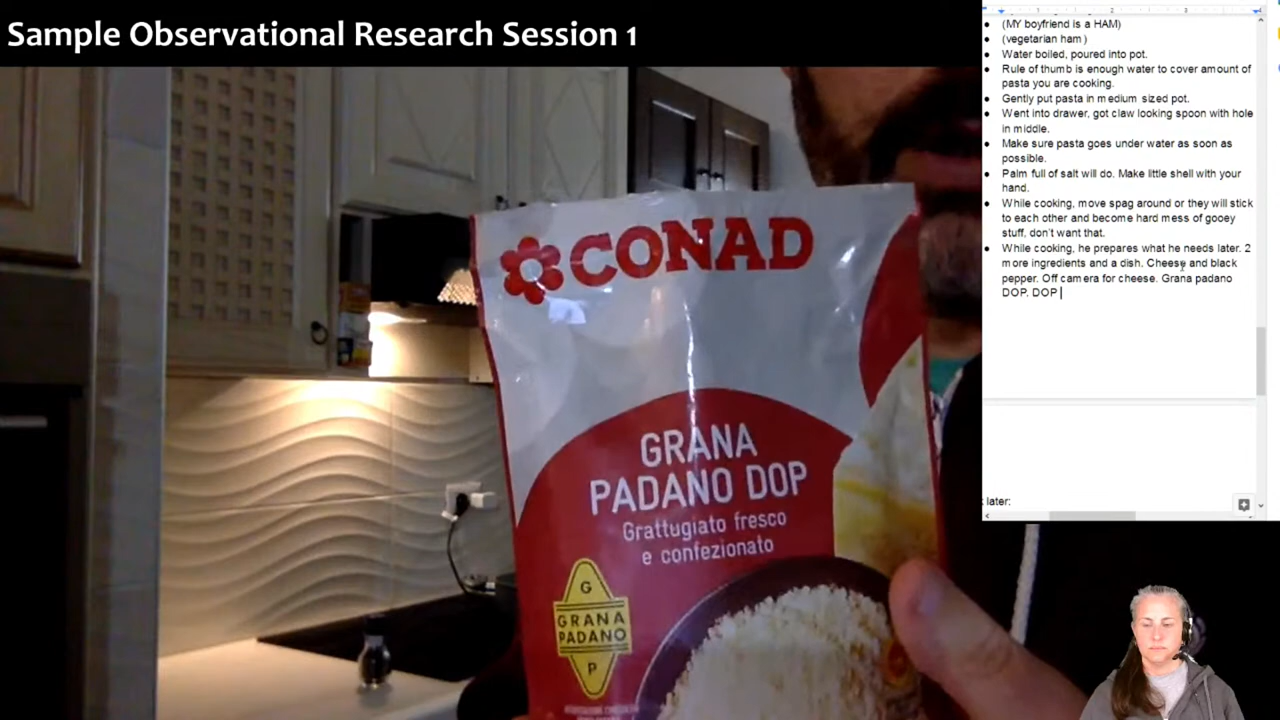 Sample Observational Research Session 1
CONAD
GRANA
PADANO DOP
Grattugiato fresco
e confezionato
G
GRANA
PADANO
P
(MY boyfriend is a HAM)
(vegetarian ham)
Water boiled, poured into pot.
Rule of thumb is enough water to cover amount of
pasta you are cooking.
Gently put pasta in medium sized pot.
Went into drawer, got claw looking spoon with hole
in middle.
Make sure pasta goes under water as soon as
possible.
Palm full of salt will do. Make little shell with your
hand.
While cooking, move spag around or they will stick
to each other and become hard mess of gooey
stuff, don't want that.
While cooking, he prepares what he needs later. 2
more ingredients and a dish. Cheese and black
pepper. Off camera for cheese. Grana padano
DOP. DOP
later: